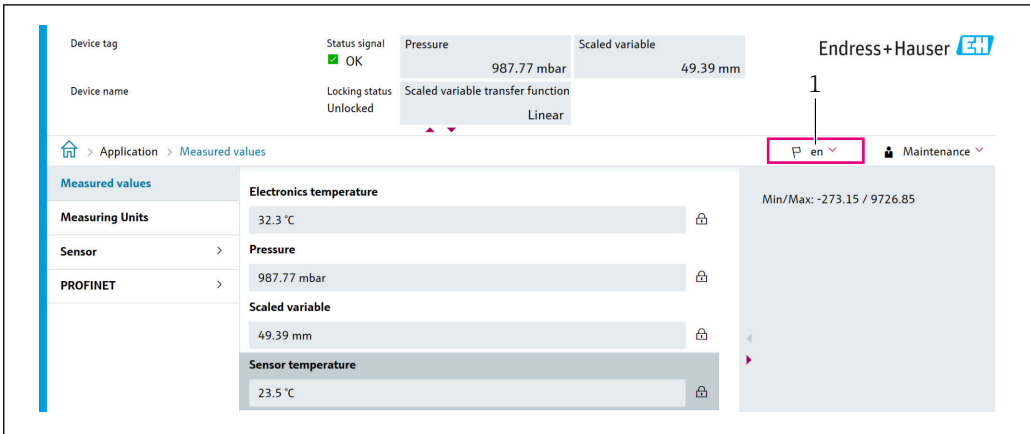 Device tag
Status signal
OK
Pressure
987.77 mbar
Scaled variable
49.39 mm
Endress+Hauser EH
Device name
Locking status
Unlocked
Scaled variable transfer function
Linear
1
> Application > Measured values
en
Maintenance
Measured values
Measuring Units
Sensor >
PROFINET >
Electronics temperature
32.3 °C
Pressure
987.77 mbar
Scaled variable
49.39 mm
Sensor temperature
23.5 °C
Min/Max: -273.15 / 9726.85